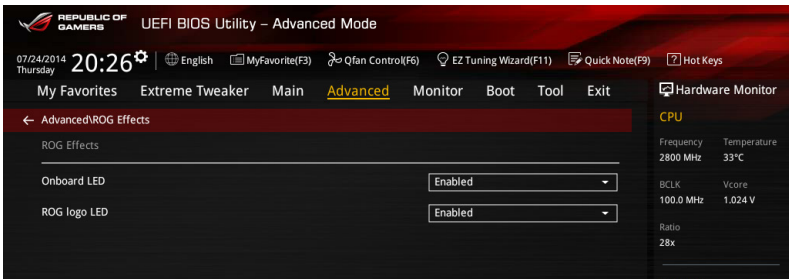 REPUBLIC OF
GAMERS
UEFI BIOS Utility – Advanced Mode
07/24/2014
Thursday
20:26
English
MyFavorite(F3)
Qfan Control(F6)
EZ Tuning Wizard(F11)
Quick Note(F9)
? Hot Keys
My Favorites Extreme Tweaker Main Advanced Monitor Boot Tool Exit
Hardware Monitor
← Advanced\ROG Effects
ROG Effects
Onboard LED Enabled
ROG logo LED Enabled
CPU
Frequency Temperature
2800 MHz 33°C
BCLK Vcore
100.0 MHz 1.024 V
Ratio
28x